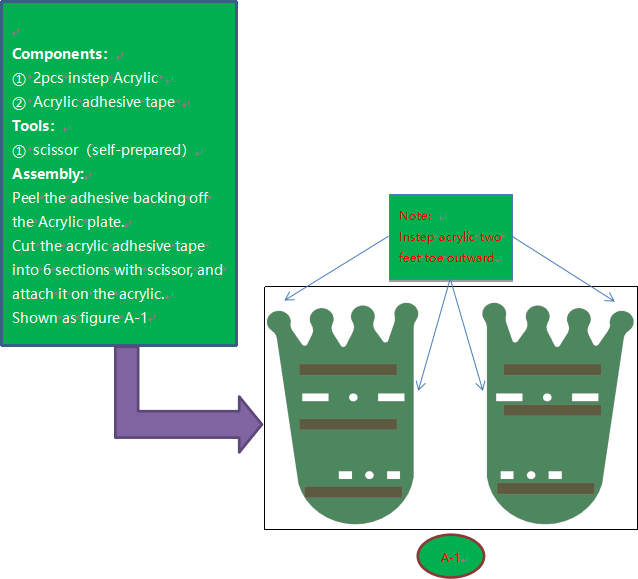 Components:
① 2pcs instep Acrylic
② Acrylic adhesive tape
Tools:
① scissor（self-prepared）
Assembly:
Peel the adhesive backing off
the Acrylic plate.
Cut the acrylic adhesive tape
into 6 sections with scissor, and
attach it on the acrylic.
Shown as figure A-1
Note:
Instep acrylic two
feet toe outward
A-1